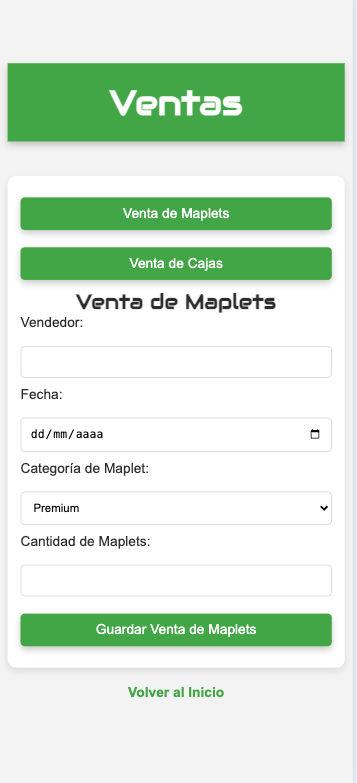 Ventas
Venta de Maplets
Venta de Cajas
Venta de Maplets
Vendedor:
Fecha:
dd/mm/aaaa
Categoría de Maplet:
Premium
Cantidad de Maplets:
Guardar Venta de Maplets
Volver al Inicio